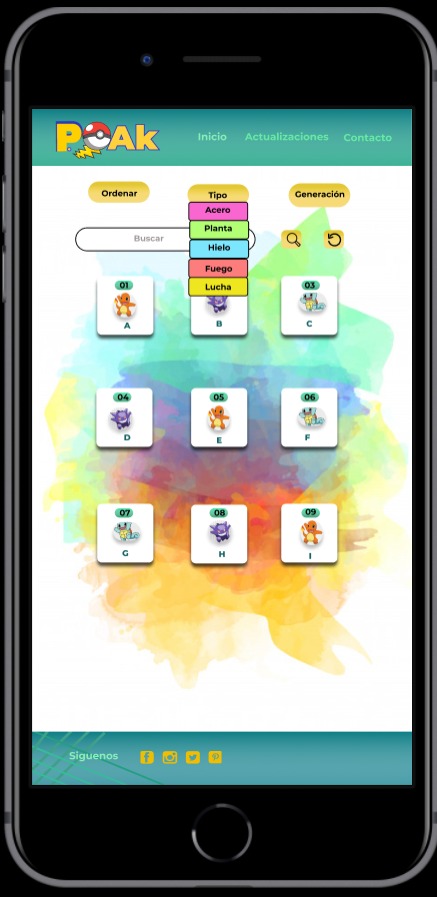 POAk
Inicio Actualizaciones Contacto
Ordenar Tipo Generación
Acero
Planta
Hielo
Fuego
Lucha
Buscar
01 03
A B C
04 05 06
D E F
07 08 09
G H I
Siguenos